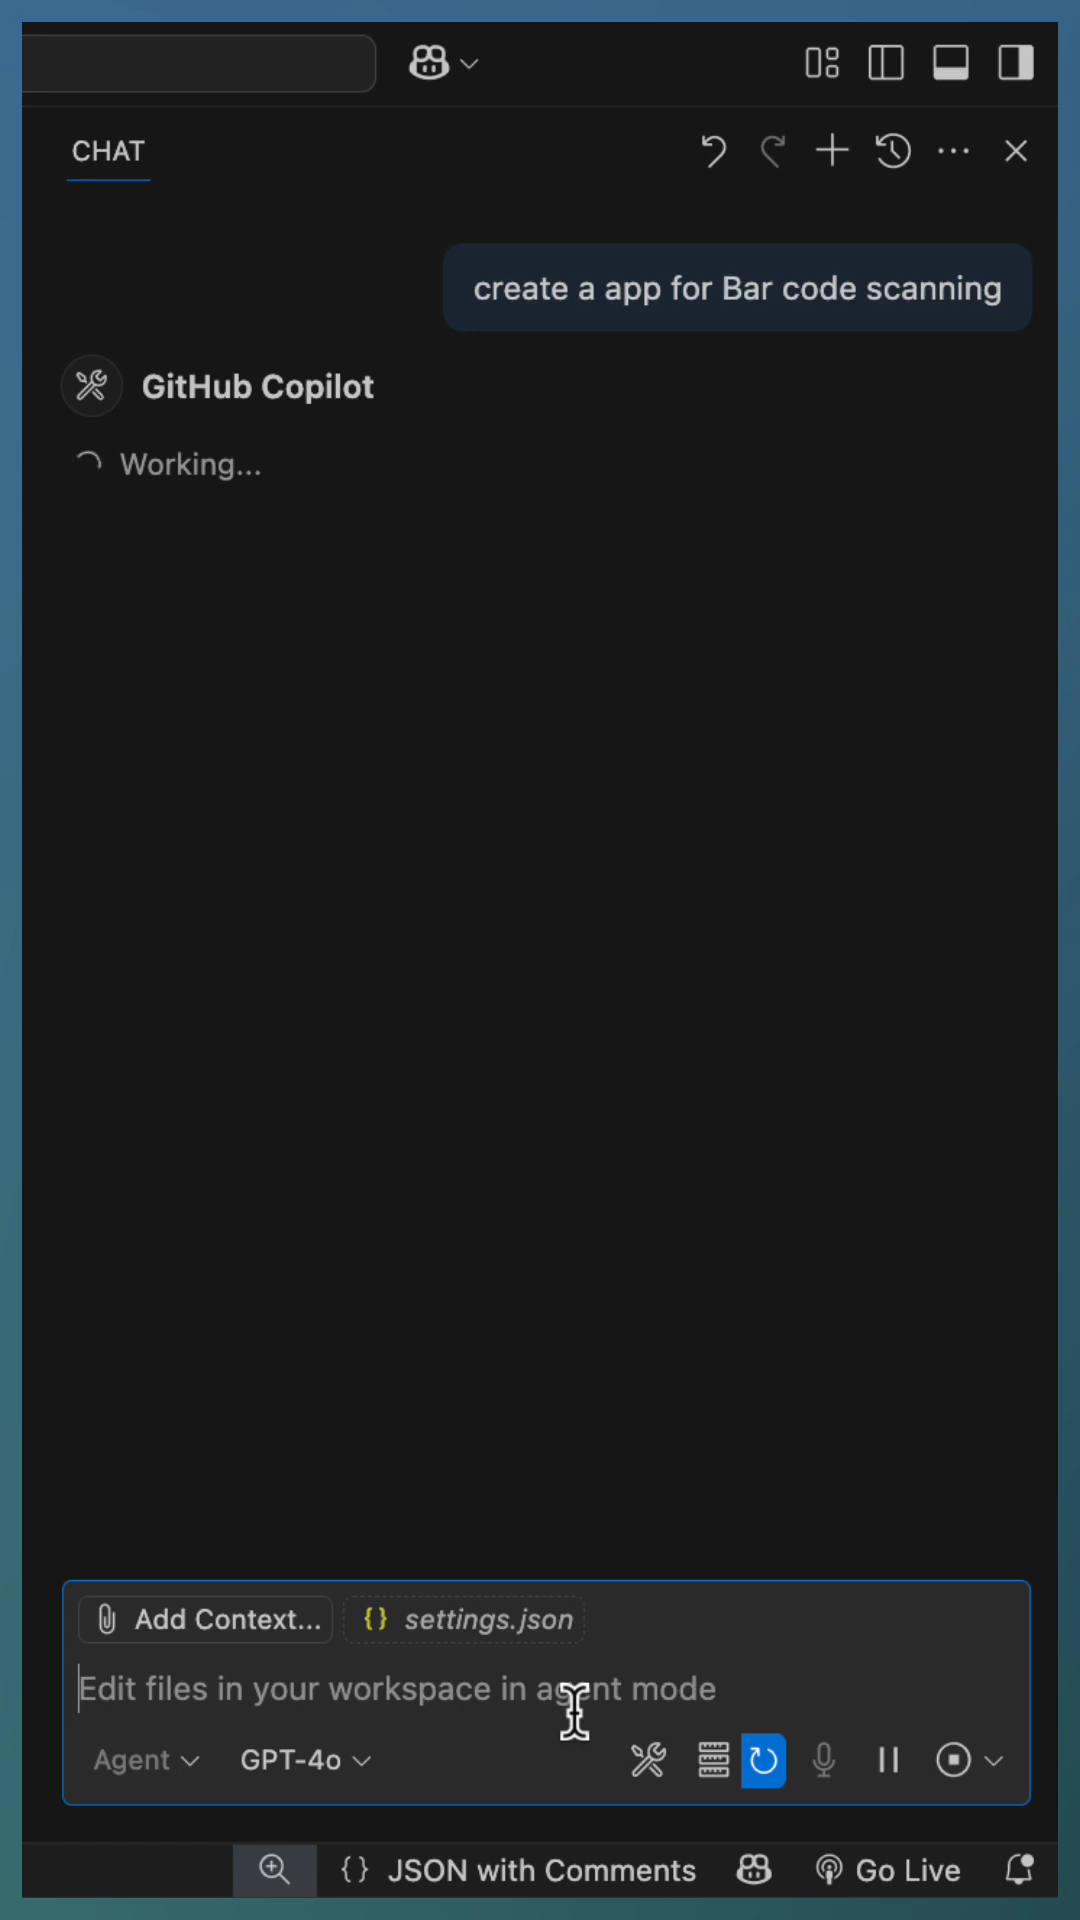 CHAT
create a app for Bar code scanning
GitHub Copilot
Working...
Add Context...
{} settings.json
Edit files in your workspace in agent mode
Agent
GPT-4o
{} JSON with Comments
Go Live